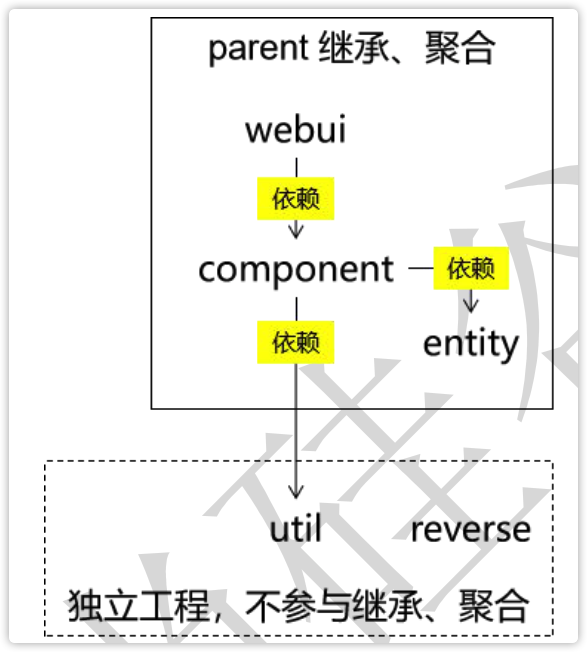 parent 继承、聚合
webui
依赖
component
依赖
依赖
entity
util
reverse
独立工程，不参与继承、聚合